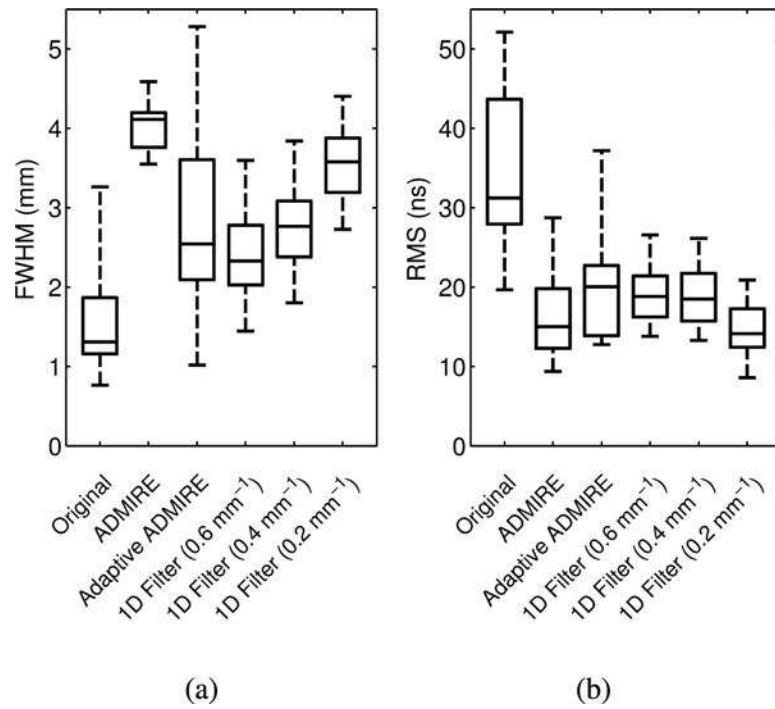 FWHM (mm)
5
4
3
2
1
0
Original
ADMIRE
Adaptive ADMIRE
1D Filter (0.6 mm⁻¹)
1D Filter (0.4 mm⁻¹)
1D Filter (0.2 mm⁻¹)
(a)
RMS (ns)
50
40
30
20
10
0
Original
ADMIRE
Adaptive ADMIRE
1D Filter (0.6 mm⁻¹)
1D Filter (0.4 mm⁻¹)
1D Filter (0.2 mm⁻¹)
(b)